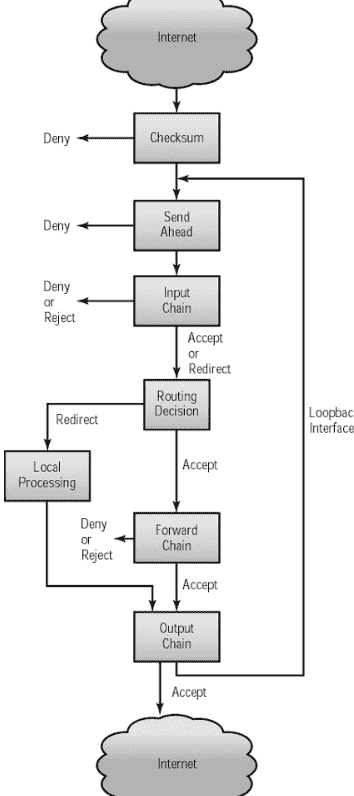 Internet
Deny
Checksum
Deny
Send
Ahead
Deny
or
Reject
Input
Chain
Accept
or
Redirect
Routing
Decision
Redirect
Loopbac
Interface
Local
Processing
Accept
Deny
or
Reject
Forward
Chain
Accept
Output
Chain
Accept
Internet